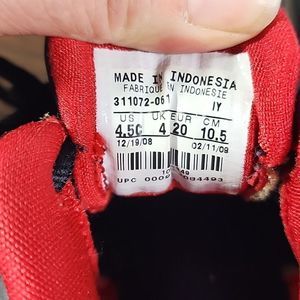 MADE IN INDONESIA
FABRIQUE EN INDONESIE
311072-061 IY
US UK EUR CM
4.5C 4 20 10.5
12/19/08 02/11/09
UPC